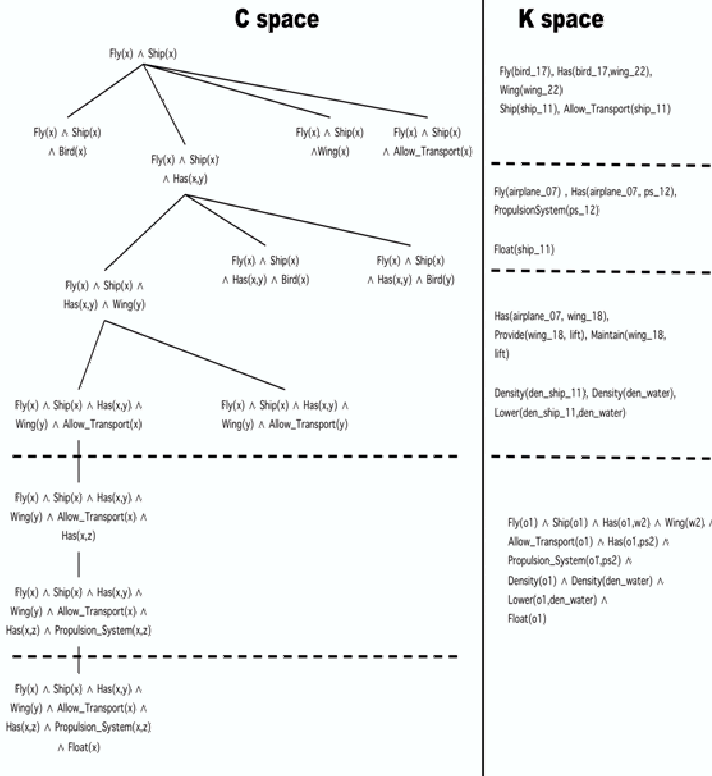 C space
Fly(x) ∧ Ship(x)
Fly(x) ∧ Ship(x)
∧ Bird(x)
Fly(x) ∧ Ship(x)
∧ Has(x,y)
Fly(x) ∧ Ship(x)
∧Wing(x)
Fly(x) ∧ Ship(x)
∧ Allow_Transport(x)
Fly(x) ∧ Ship(x) ∧
Has(x,y) ∧ Wing(y)
Fly(x) ∧ Ship(x)
∧ Has(x,y) ∧ Bird(x)
Fly(x) ∧ Ship(x)
∧ Has(x,y) ∧ Bird(y)
Fly(x) ∧ Ship(x) ∧ Has(x,y) ∧
Wing(y) ∧ Allow_Transport(x)
Fly(x) ∧ Ship(x) ∧ Has(x,y) ∧
Wing(y) ∧ Allow_Transport(y)
Fly(x) ∧ Ship(x) ∧ Has(x,y) ∧
Wing(y) ∧ Allow_Transport(x) ∧
Has(x,z)
Fly(x) ∧ Ship(x) ∧ Has(x,y) ∧
Wing(y) ∧ Allow_Transport(x) ∧
Has(x,z) ∧ Propulsion_System(x,z)
Fly(x) ∧ Ship(x) ∧ Has(x,y) ∧
Wing(y) ∧ Allow_Transport(x) ∧
Has(x,z) ∧ Propulsion_System(x,z)
∧ Float(x)
K space
Fly(bird_17), Has(bird_17,wing_22),
Wing(wing_22)
Ship(ship_11), Allow_Transport(ship_11)
Fly(airplane_07) , Has(airplane_07, ps_12),
PropulsionSystem(ps_12)
Float(ship_11)
Has(airplane_07, wing_18),
Provide(wing_18, lift), Maintain(wing_18,
lift)
Density(den_ship_11), Density(den_water),
Lower(den_ship_11,den_water)
Fly(o1) ∧ Ship(o1) ∧ Has(o1,w2) ∧ Wing(w2) ∧
Allow_Transport(o1) ∧ Has(o1,ps2) ∧
Propulsion_System(o1,ps2) ∧
Density(o1) ∧ Density(den_water) ∧
Lower(o1,den_water) ∧
Float(o1)